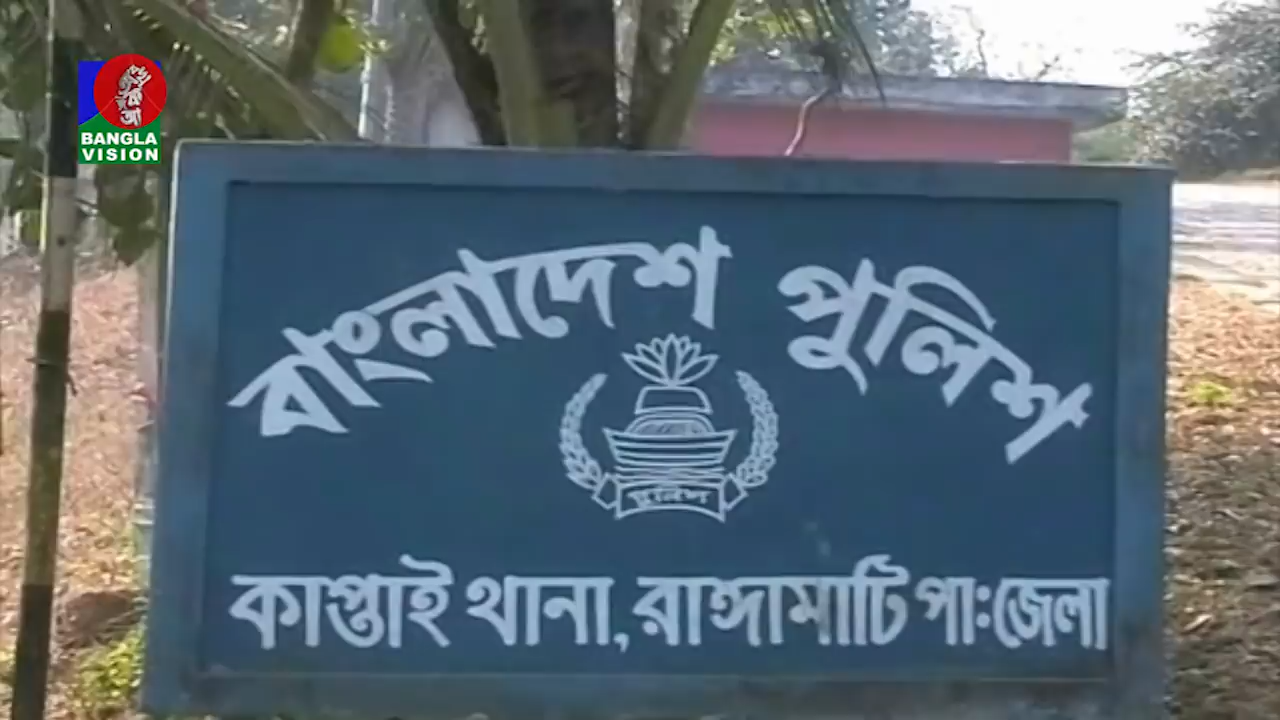 BANGLA
VISION
বাংলাদেশ পুলিশ
পুলিশ
কাপ্তাই থানা, রাঙ্গামাটি পা:জেলা